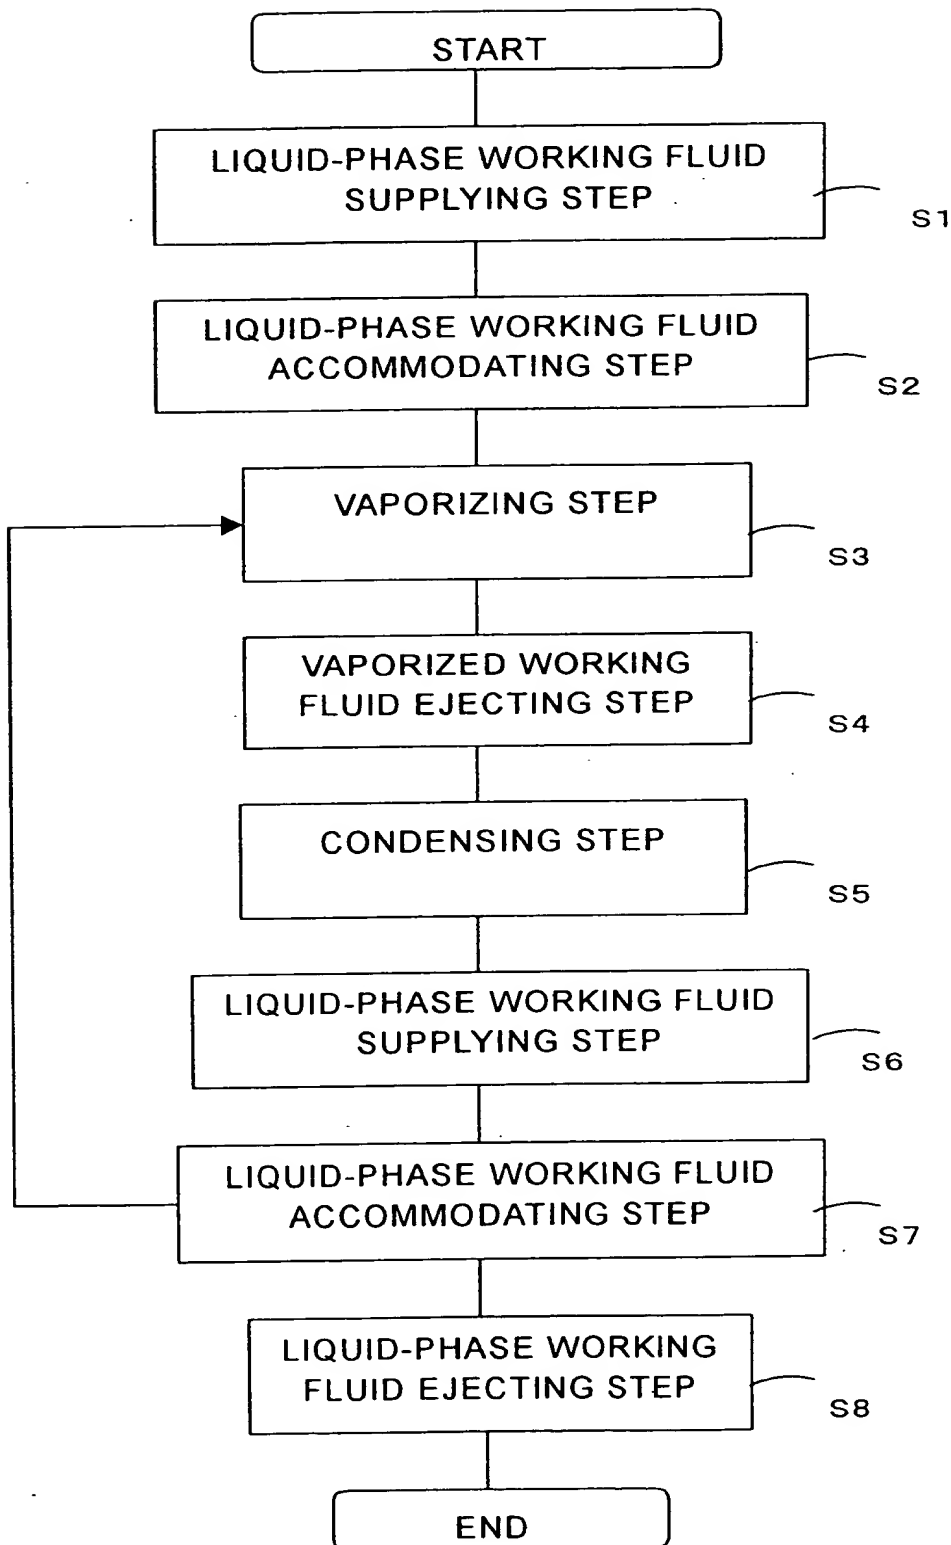 START
LIQUID-PHASE WORKING FLUID
SUPPLYING STEP
S1
LIQUID-PHASE WORKING FLUID
ACCOMMODATING STEP
S2
VAPORIZING STEP
S3
VAPORIZED WORKING
FLUID EJECTING STEP
S4
CONDENSING STEP
S5
LIQUID-PHASE WORKING FLUID
SUPPLYING STEP
S6
LIQUID-PHASE WORKING FLUID
ACCOMMODATING STEP
S7
LIQUID-PHASE WORKING
FLUID EJECTING STEP
S8
END